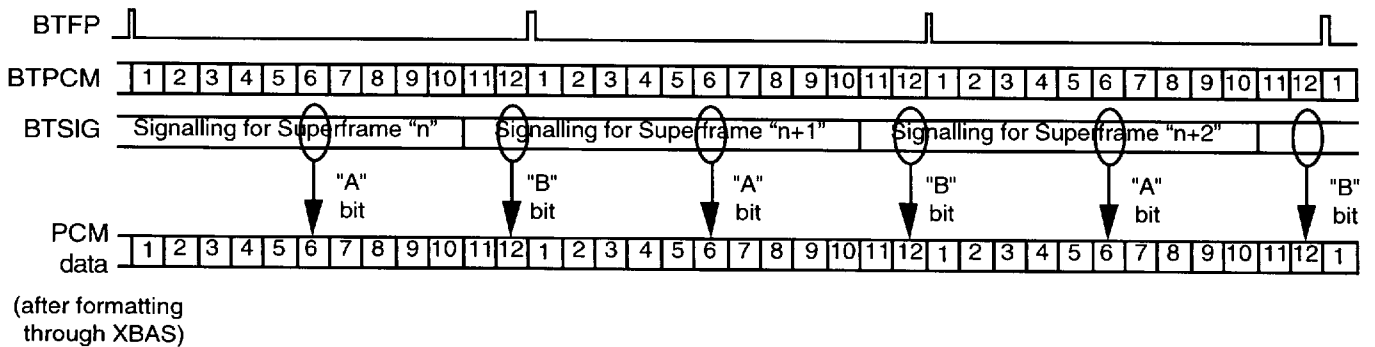 BTFP
BTPCM 1 2 3 4 5 6 7 8 9 10 11 12 1 2 3 4 5 6 7 8 9 10 11 12 1 2 3 4 5 6 7 8 9 10 11 12 1
BTSIG Signalling for Superframe "n" Signalling for Superframe "n+1" Signalling for Superframe "n+2"
"A" "B" "A" "B" "A" "B"
bit bit bit bit bit bit
PCM
data 1 2 3 4 5 6 7 8 9 10 11 12 1 2 3 4 5 6 7 8 9 10 11 12 1 2 3 4 5 6 7 8 9 10 11 12 1
(after formatting
through XBAS)